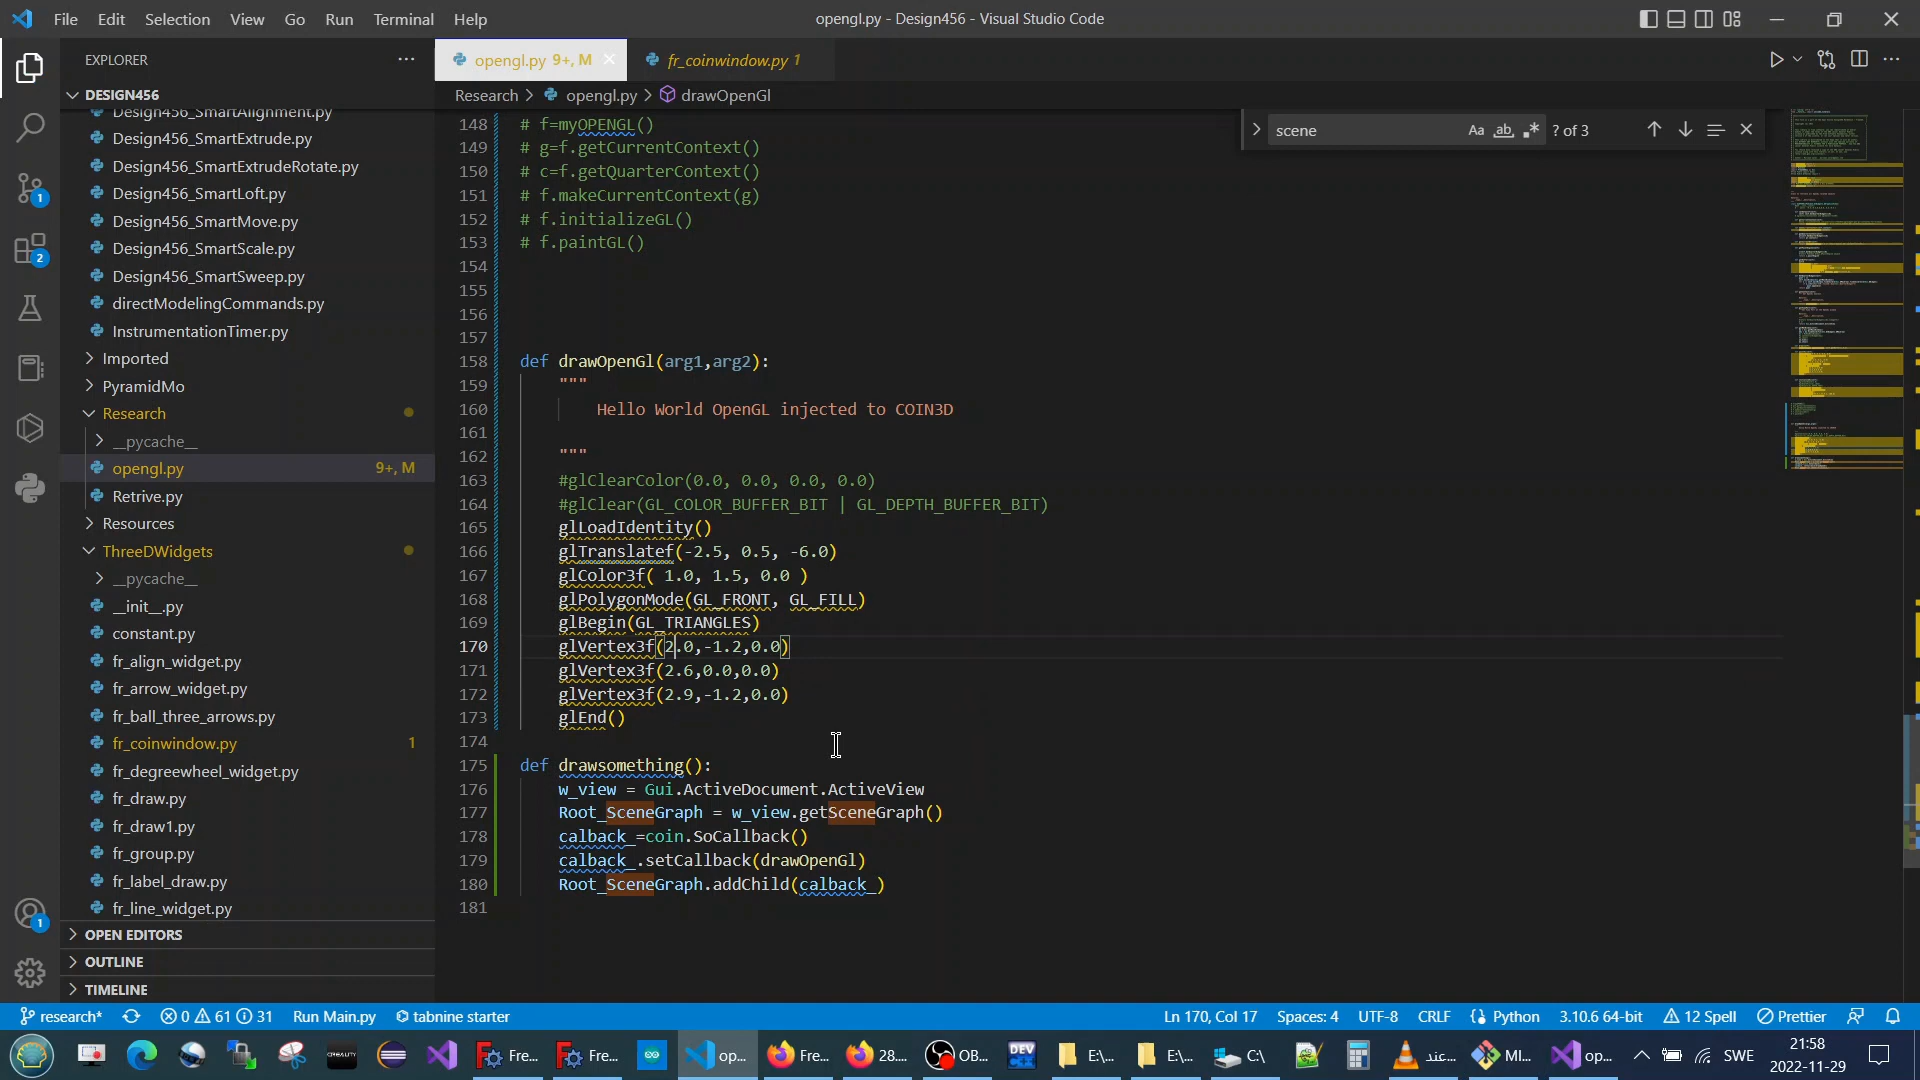 File Edit Selection View Go Run Terminal Help
opengl.py - Design456 - Visual Studio Code
EXPLORER
opengl.py 9+, M
fr_coinwindow.py 1
DESIGN456
Research > opengl.py > drawOpenGl
scene
Aa ab
? of 3
Design456_SmartAlignment.py
Design456_SmartExtrude.py
Design456_SmartExtrudeRotate.py
Design456_SmartLoft.py
Design456_SmartMove.py
Design456_SmartScale.py
Design456_SmartSweep.py
directModelingCommands.py
InstrumentationTimer.py
Imported
PyramidMo
Research
__pycache__
opengl.py 9+, M
Retrive.py
Resources
ThreeDWidgets
__pycache__
__init__.py
constant.py
fr_align_widget.py
fr_arrow_widget.py
fr_ball_three_arrows.py
fr_coinwindow.py 1
fr_degreewheel_widget.py
fr_draw.py
fr_draw1.py
fr_group.py
fr_label_draw.py
fr_line_widget.py
OPEN EDITORS
OUTLINE
TIMELINE
1
2
1
148 # f=myOPENGL()
149 # g=f.getCurrentContext()
150 # c=f.getQuarterContext()
151 # f.makeCurrentContext(g)
152 # f.initializeGL()
153 # f.paintGL()
154
155
156
157
158 def drawOpenGl(arg1,arg2):
159 """
160 Hello World OpenGL injected to COIN3D
161
162 """
163 #glClearColor(0.0, 0.0, 0.0, 0.0)
164 #glClear(GL_COLOR_BUFFER_BIT | GL_DEPTH_BUFFER_BIT)
165 glLoadIdentity()
166 glTranslatef(-2.5, 0.5, -6.0)
167 glColor3f( 1.0, 1.5, 0.0 )
168 glPolygonMode(GL_FRONT, GL_FILL)
169 glBegin(GL_TRIANGLES)
170 glVertex3f(2.0,-1.2,0.0)
171 glVertex3f(2.6,0.0,0.0)
172 glVertex3f(2.9,-1.2,0.0)
173 glEnd()
174
175 def drawsomething():
176 w_view = Gui.ActiveDocument.ActiveView
177 Root_SceneGraph = w_view.getSceneGraph()
178 calback_=coin.SoCallback()
179 calback_.setCallback(drawOpenGl)
180 Root_SceneGraph.addChild(calback_)
181
research* 0 61 31 Run Main.py tabnine starter
Ln 170, Col 17 Spaces: 4 UTF-8 CRLF Python 3.10.6 64-bit 12 Spell Prettier
CREALITY
Fre...
Fre...
op...
Fre...
28....
OB...
DEV
E:\...
E:\...
C:\
عند...
MI...
op...
SWE
21:58
2022-11-29